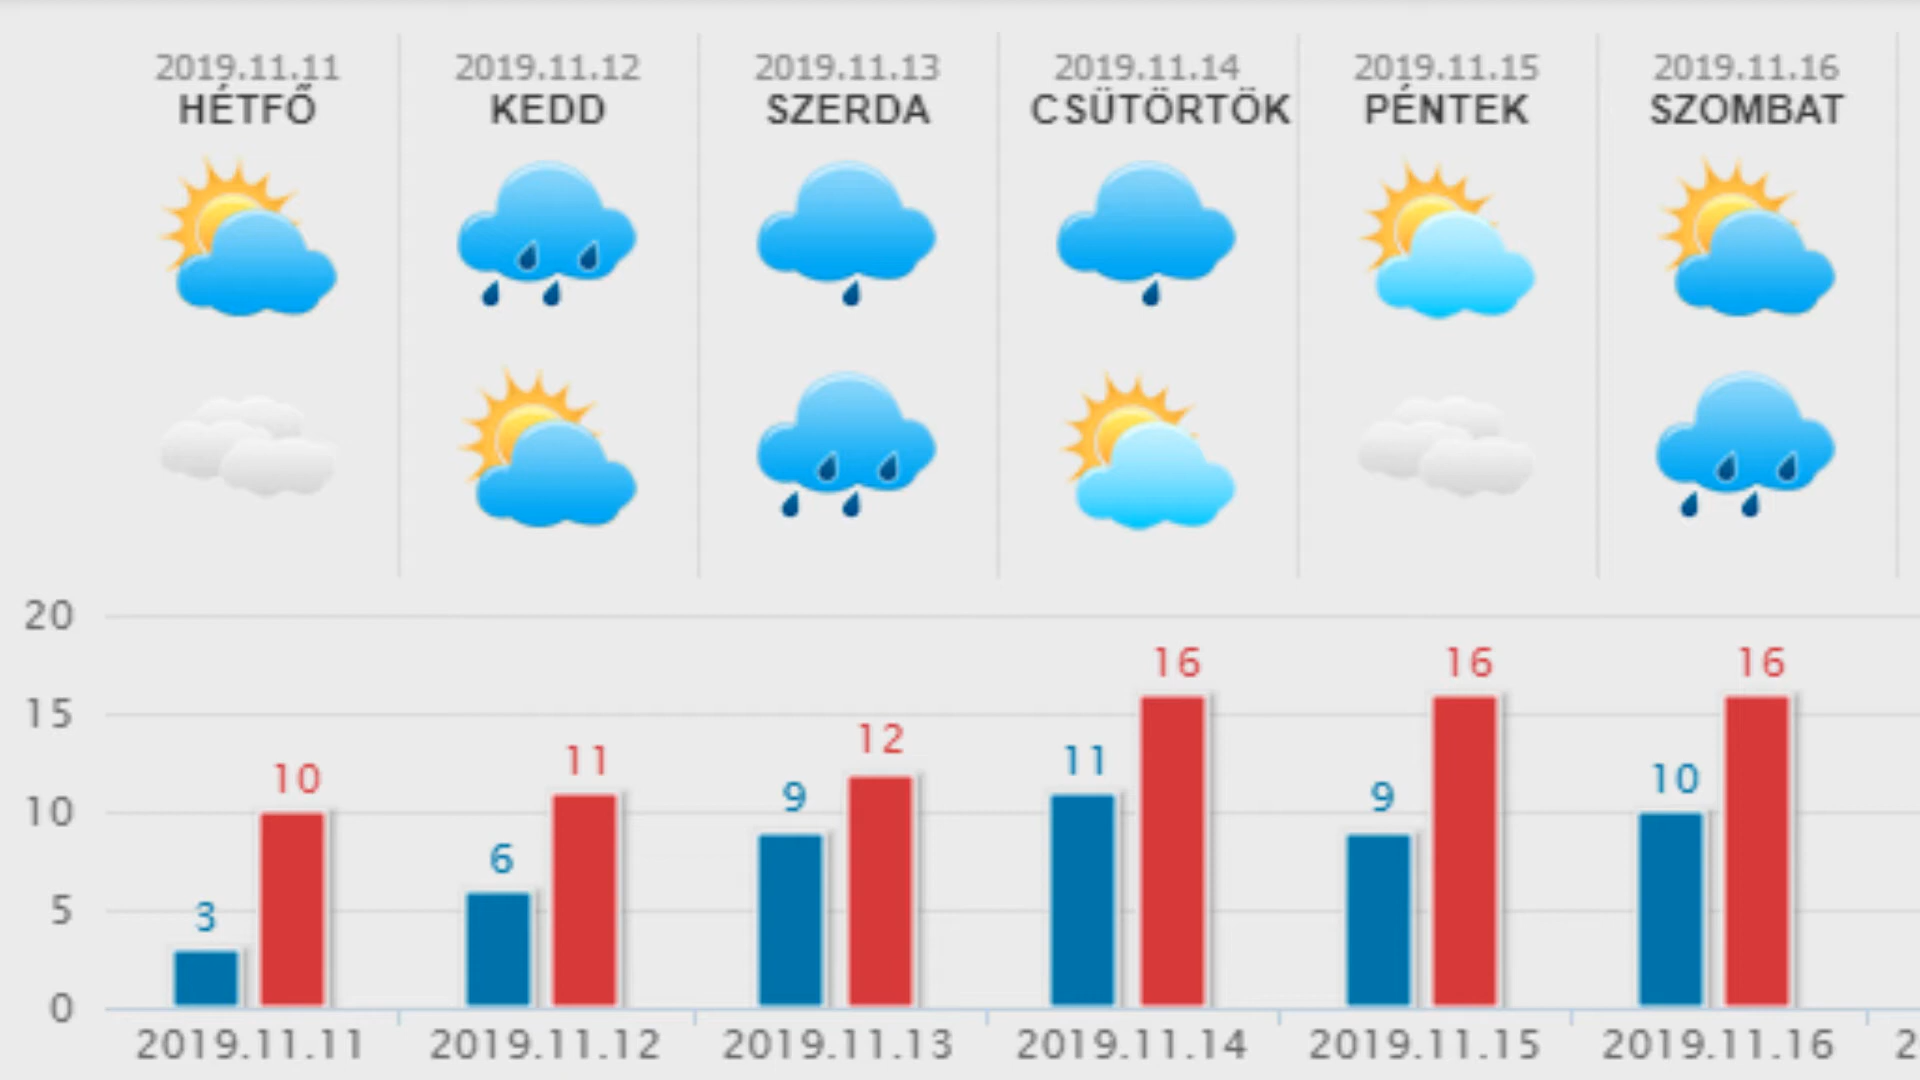 2019.11.11 2019.11.12 2019.11.13 2019.11.14 2019.11.15 2019.11.16
HÉTFŐ KEDD SZERDA CSÜTÖRTÖK PÉNTEK SZOMBAT
20
15
10
5
0
3 10 6 11 9 12 11 16 9 16 10 16
2019.11.11 2019.11.12 2019.11.13 2019.11.14 2019.11.15 2019.11.16 2